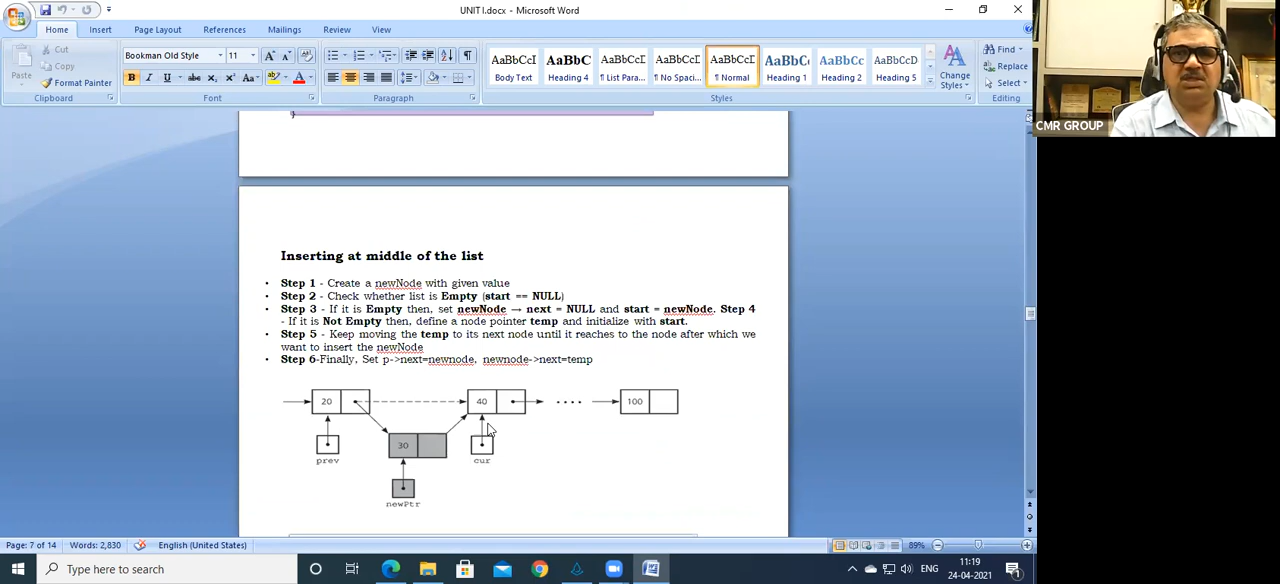 UNIT I.docx - Microsoft Word
Home Insert Page Layout References Mailings Review View
Cut
Copy
Format Painter
Paste
Clipboard
Bookman Old Style 11
Font
Paragraph
AaBbCcD AaBbC AaBbCcD AaBbCcD AaBbCcD AaBbC AaBbCc AaBbCcD
Body Text Heading 4 ¶ List Para... ¶ No Spaci... ¶ Normal Heading 1 Heading 2 Heading 5
Change
Styles
Styles
Find
Replace
Select
Editing
CMR GROUP
Inserting at middle of the list
• Step 1 - Create a newNode with given value
• Step 2 - Check whether list is Empty (start == NULL)
• Step 3 - If it is Empty then, set newNode → next = NULL and start = newNode. Step 4
- If it is Not Empty then, define a node pointer temp and initialize with start.
• Step 5 - Keep moving the temp to its next node until it reaches to the node after which we
want to insert the newNode
• Step 6-Finally, Set p->next=newnode, newnode->next=temp
20 40 .... 100
30
prev cur
newPtr
Page: 7 of 14 Words: 2,830 English (United States) 89%
Type here to search
ENG
11:19
24-04-2021